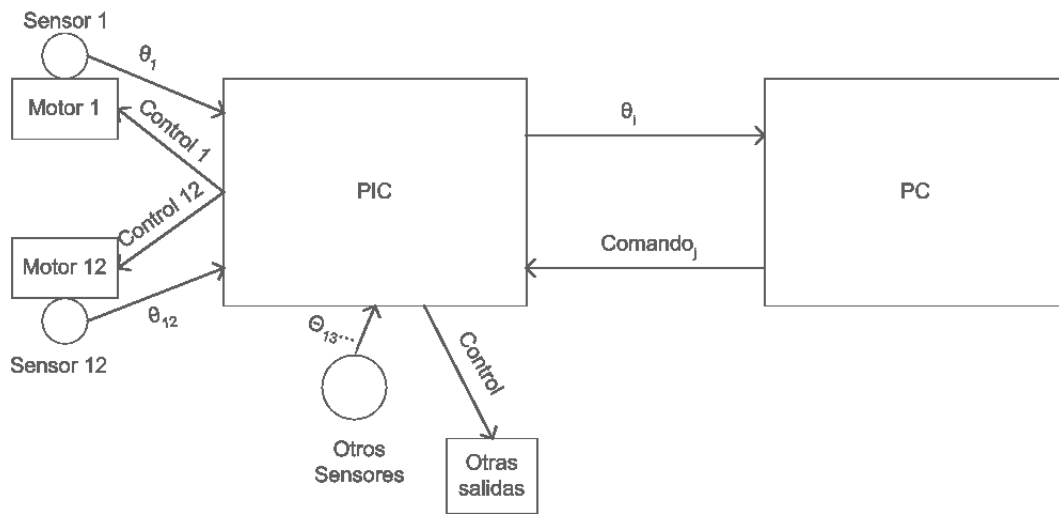 Sensor 1
θ1
Motor 1
Control 1
Control 12
Motor 12
θ12
Sensor 12
PIC
θi
PC
Comandoj
Θ13...
Otros
Sensores
Control
Otras
salidas